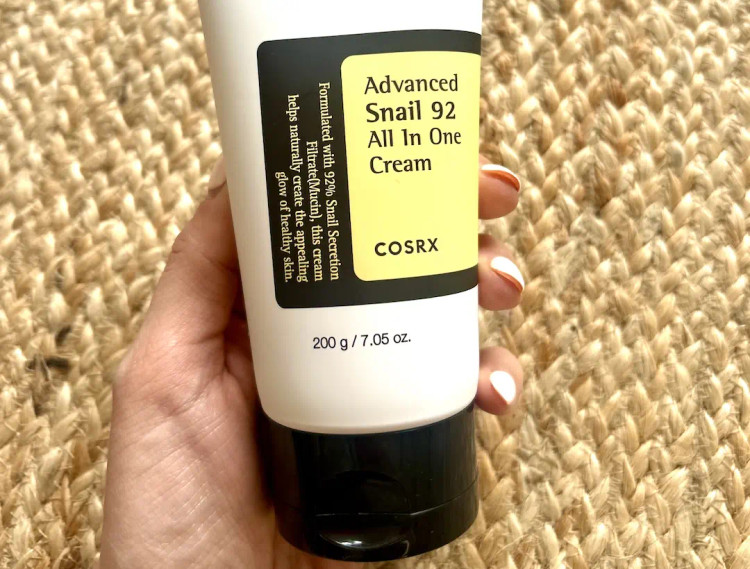 Advanced
Snail 92
All In One
Cream
COSRX
Formulated with 92% Snail Secretion
Filtrate(Mucin), this cream
helps naturally create the appealing
glow of healthy skin.
200 g / 7.05 oz.